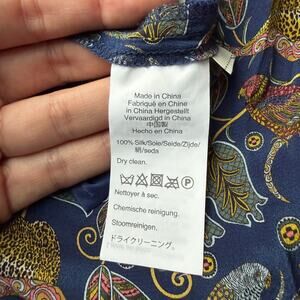 Made in China
Fabriqué en Chine
in China Hergestellt
Vervaardigd in China
中国製
Hecho en China
100% Silk/Soie/Seide/Zijde/
絹/seda
Dry clean.
P
Nettoyer à sec.
Chemische reinigung.
Stoomreinigen.
ドライクリーニング。